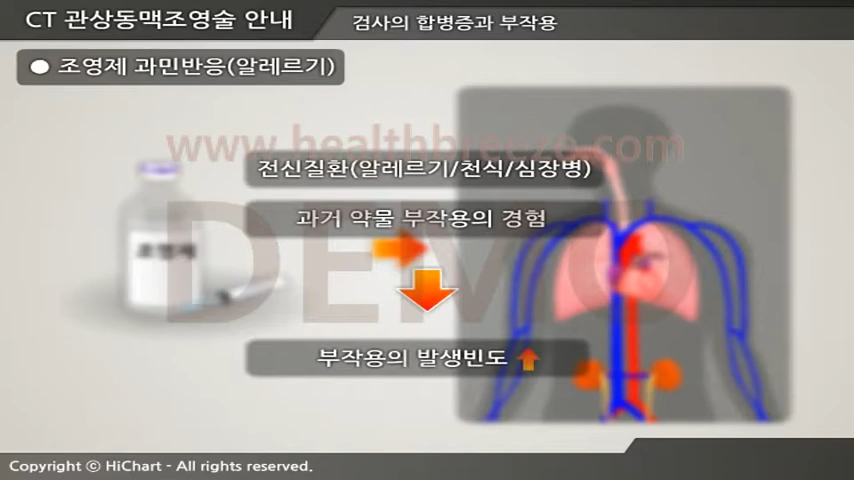 CT 관상동맥조영술 안내
검사의 합병증과 부작용
● 조영제 과민반응(알레르기)
www.healthbreeze.com
전신질환(알레르기/천식/심장병)
과거 약물 부작용의 경험
조영제
DEMO
부작용의 발생빈도
Copyright ⓒ HiChart - All rights reserved.